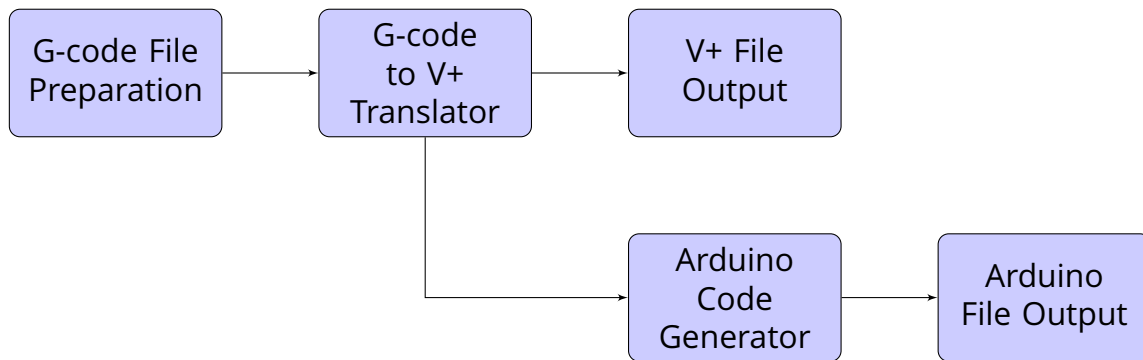 G-code File
Preparation
G-code
to V+
Translator
V+ File
Output
Arduino
Code
Generator
Arduino
File Output